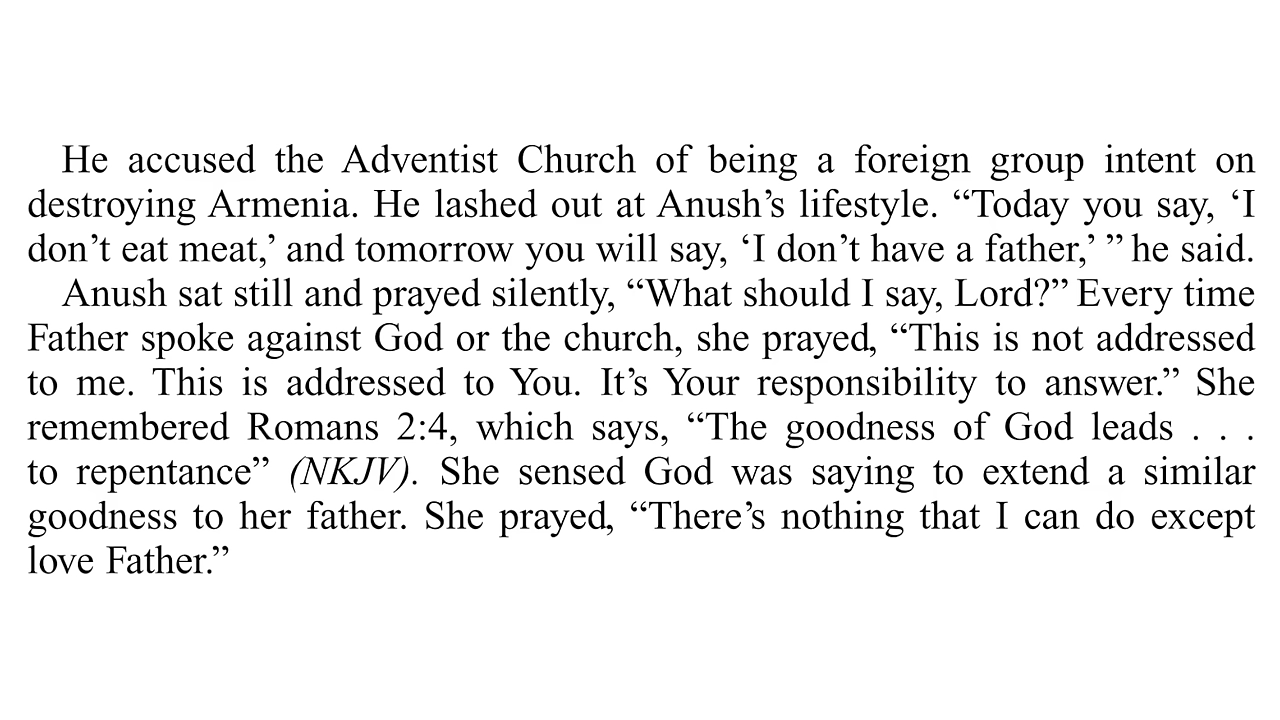 He accused the Adventist Church of being a foreign group intent on
destroying Armenia. He lashed out at Anush’s lifestyle. “Today you say, ‘I
don’t eat meat,’ and tomorrow you will say, ‘I don’t have a father,’ ” he said.
Anush sat still and prayed silently, “What should I say, Lord?” Every time
Father spoke against God or the church, she prayed, “This is not addressed
to me. This is addressed to You. It’s Your responsibility to answer.” She
remembered Romans 2:4, which says, “The goodness of God leads . . .
to repentance” (NKJV). She sensed God was saying to extend a similar
goodness to her father. She prayed, “There’s nothing that I can do except
love Father.”